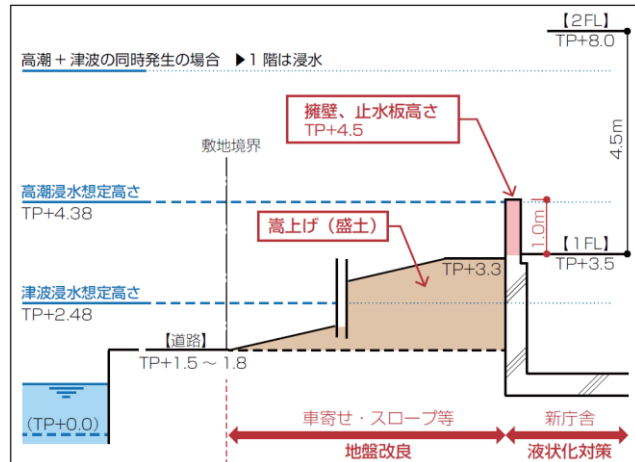 【2FL】
TP+8.0
高潮 + 津波の同時発生の場合　▶1 階は浸水
擁壁、止水板高さ
TP+4.5
敷地境界
4.5m
高潮浸水想定高さ
TP+4.38
嵩上げ（盛土）
1.0m
【1FL】
TP+3.5
TP+3.3
津波浸水想定高さ
TP+2.48
【道路】
TP+1.5 ～ 1.8
(TP+0.0)
車寄せ・スロープ等
新庁舎
地盤改良
液状化対策